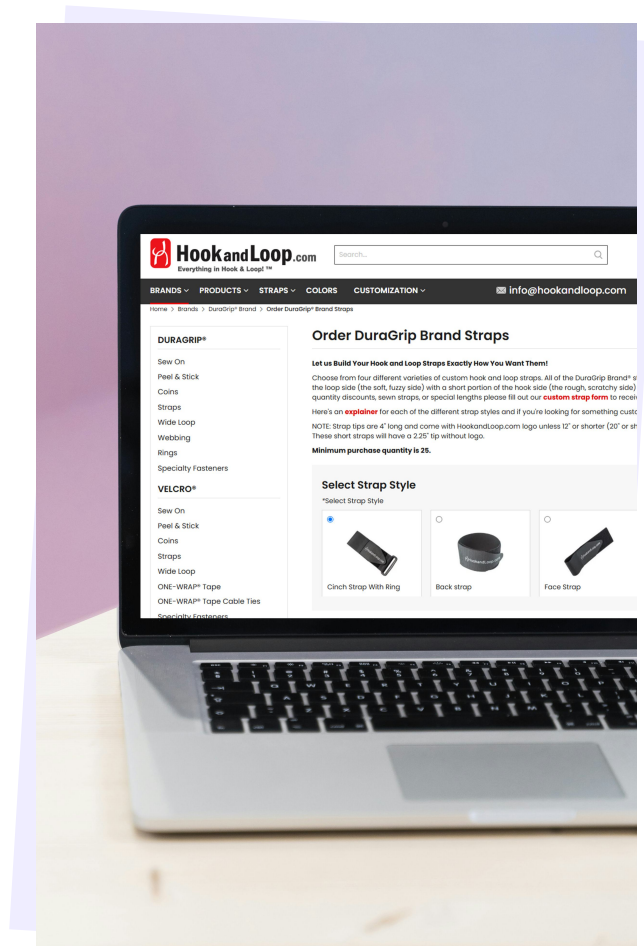 HookandLoop.com
Everything in Hook & Loop! ™
Search...
BRANDS PRODUCTS STRAPS COLORS CUSTOMIZATION info@hookandloop.com
Home > Brands > DuraGrip® Brand > Order DuraGrip® Brand Straps
DURAGRIP®
Sew On
Peel & Stick
Coins
Straps
Wide Loop
Webbing
Rings
Specialty Fasteners
VELCRO®
Sew On
Peel & Stick
Coins
Straps
Wide Loop
ONE-WRAP® Tape
ONE-WRAP® Tape Cable Ties
Specialty Fasteners
Order DuraGrip Brand Straps
Let us Build Your Hook and Loop Straps Exactly How You Want Them!
Choose from four different varieties of custom hook and loop straps. All of the DuraGrip Brand®
the loop side (the soft, fuzzy side) with a short portion of the hook side (the rough, scratchy side)
quantity discounts, sewn straps, or special lengths please fill out our custom strap form to
Here's an explainer for each of the different strap styles and if you're looking for something
NOTE: Strap tips are 4" long and come with HookandLoop.com logo unless 12" or shorter (20" or
These short straps will have a 2.25" tip without logo.
Minimum purchase quantity is 25.
Select Strap Style
*Select Strap Style
Cinch Strap With Ring
Back strap
Face Strap